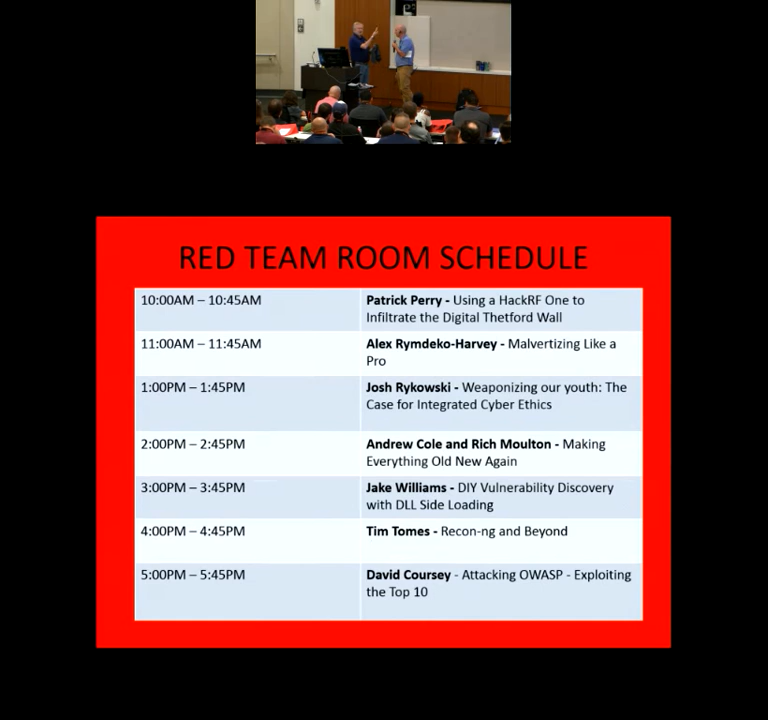 RED TEAM ROOM SCHEDULE
10:00AM – 10:45AM
Patrick Perry - Using a HackRF One to
Infiltrate the Digital Thetford Wall
11:00AM – 11:45AM
Alex Rymdeko-Harvey - Malvertizing Like a
Pro
1:00PM – 1:45PM
Josh Rykowski - Weaponizing our youth: The
Case for Integrated Cyber Ethics
2:00PM – 2:45PM
Andrew Cole and Rich Moulton - Making
Everything Old New Again
3:00PM – 3:45PM
Jake Williams - DIY Vulnerability Discovery
with DLL Side Loading
4:00PM – 4:45PM
Tim Tomes - Recon-ng and Beyond
5:00PM – 5:45PM
David Coursey - Attacking OWASP - Exploiting
the Top 10